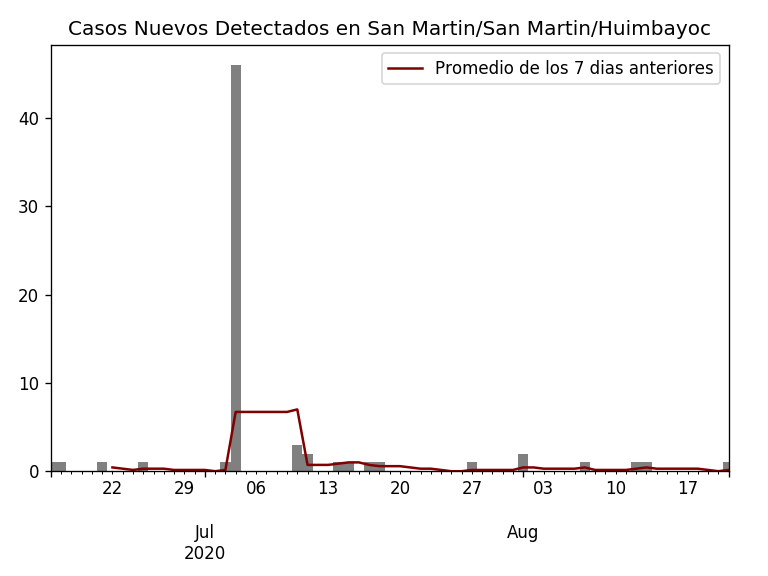 Casos Nuevos Detectados en San Martin/San Martin/Huimbayoc
Promedio de los 7 dias anteriores
40
30
20
10
0
22 29 06 13 20 27 03 10 17
Jul Aug
2020